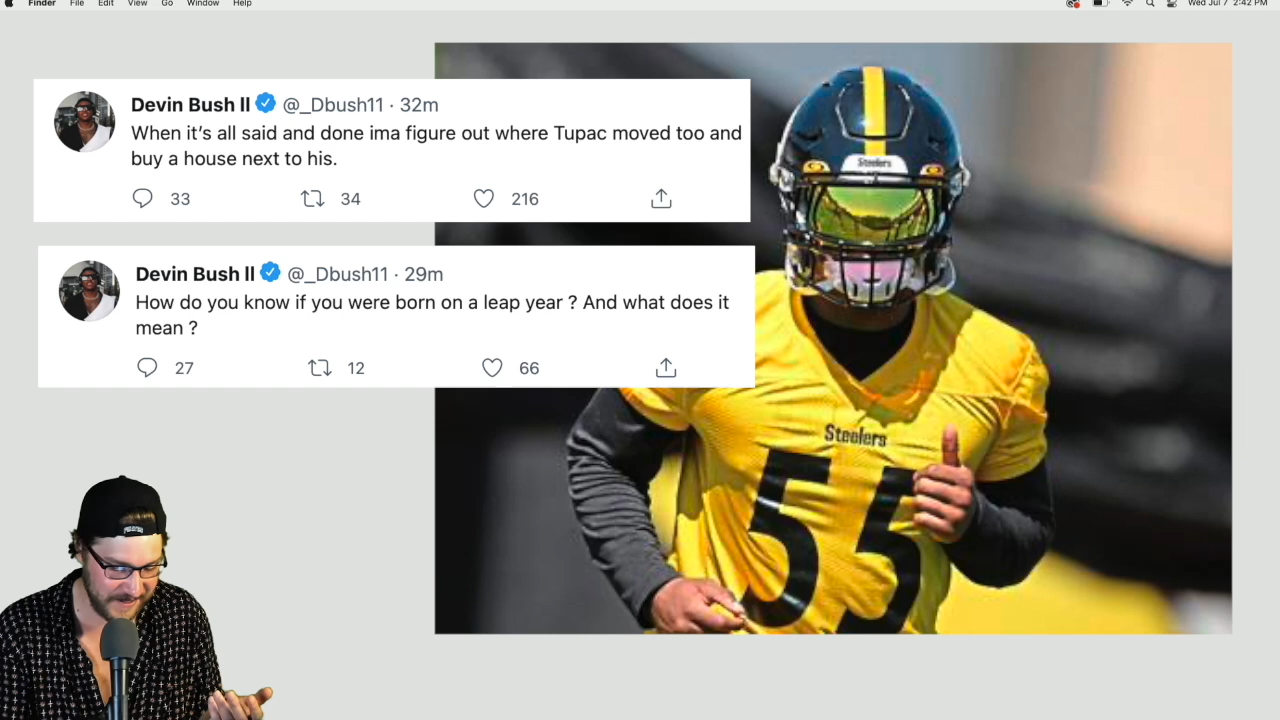 Finder File Edit View Go Window Help Wed Jul 7 2:42 PM
Devin Bush II @_Dbush11 · 32m
When it's all said and done ima figure out where Tupac moved too and
buy a house next to his.
33 34 216
Devin Bush II @_Dbush11 · 29m
How do you know if you were born on a leap year ? And what does it
mean ?
27 12 66
Steelers
Steelers
55